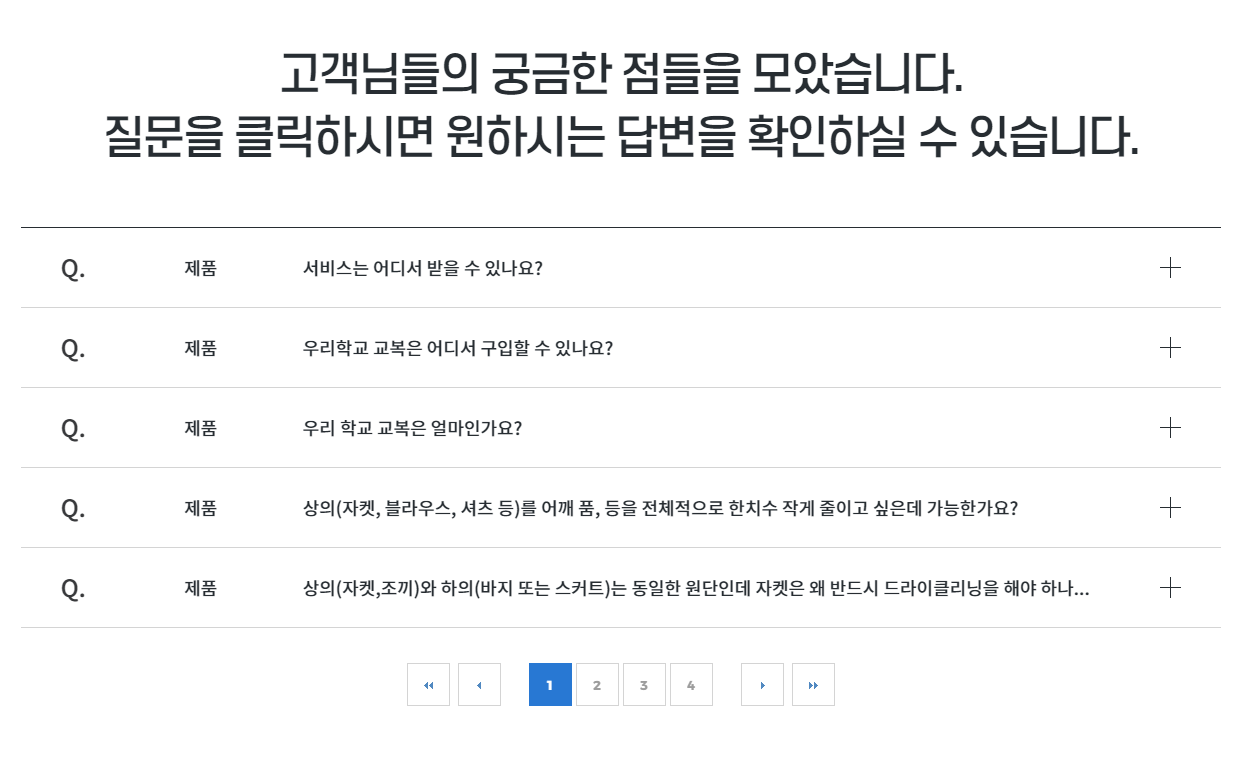 고객님들의 궁금한 점들을 모았습니다.
질문을 클릭하시면 원하시는 답변을 확인하실 수 있습니다.
Q. 제품 서비스는 어디서 받을 수 있나요?
Q. 제품 우리학교 교복은 어디서 구입할 수 있나요?
Q. 제품 우리 학교 교복은 얼마인가요?
Q. 제품 상의(자켓, 블라우스, 셔츠 등)를 어깨 품, 등을 전체적으로 한치수 작게 줄이고 싶은데 가능한가요?
Q. 제품 상의(자켓,조끼)와 하의(바지 또는 스커트)는 동일한 원단인데 자켓은 왜 반드시 드라이클리닝을 해야 하나...
1 2 3 4